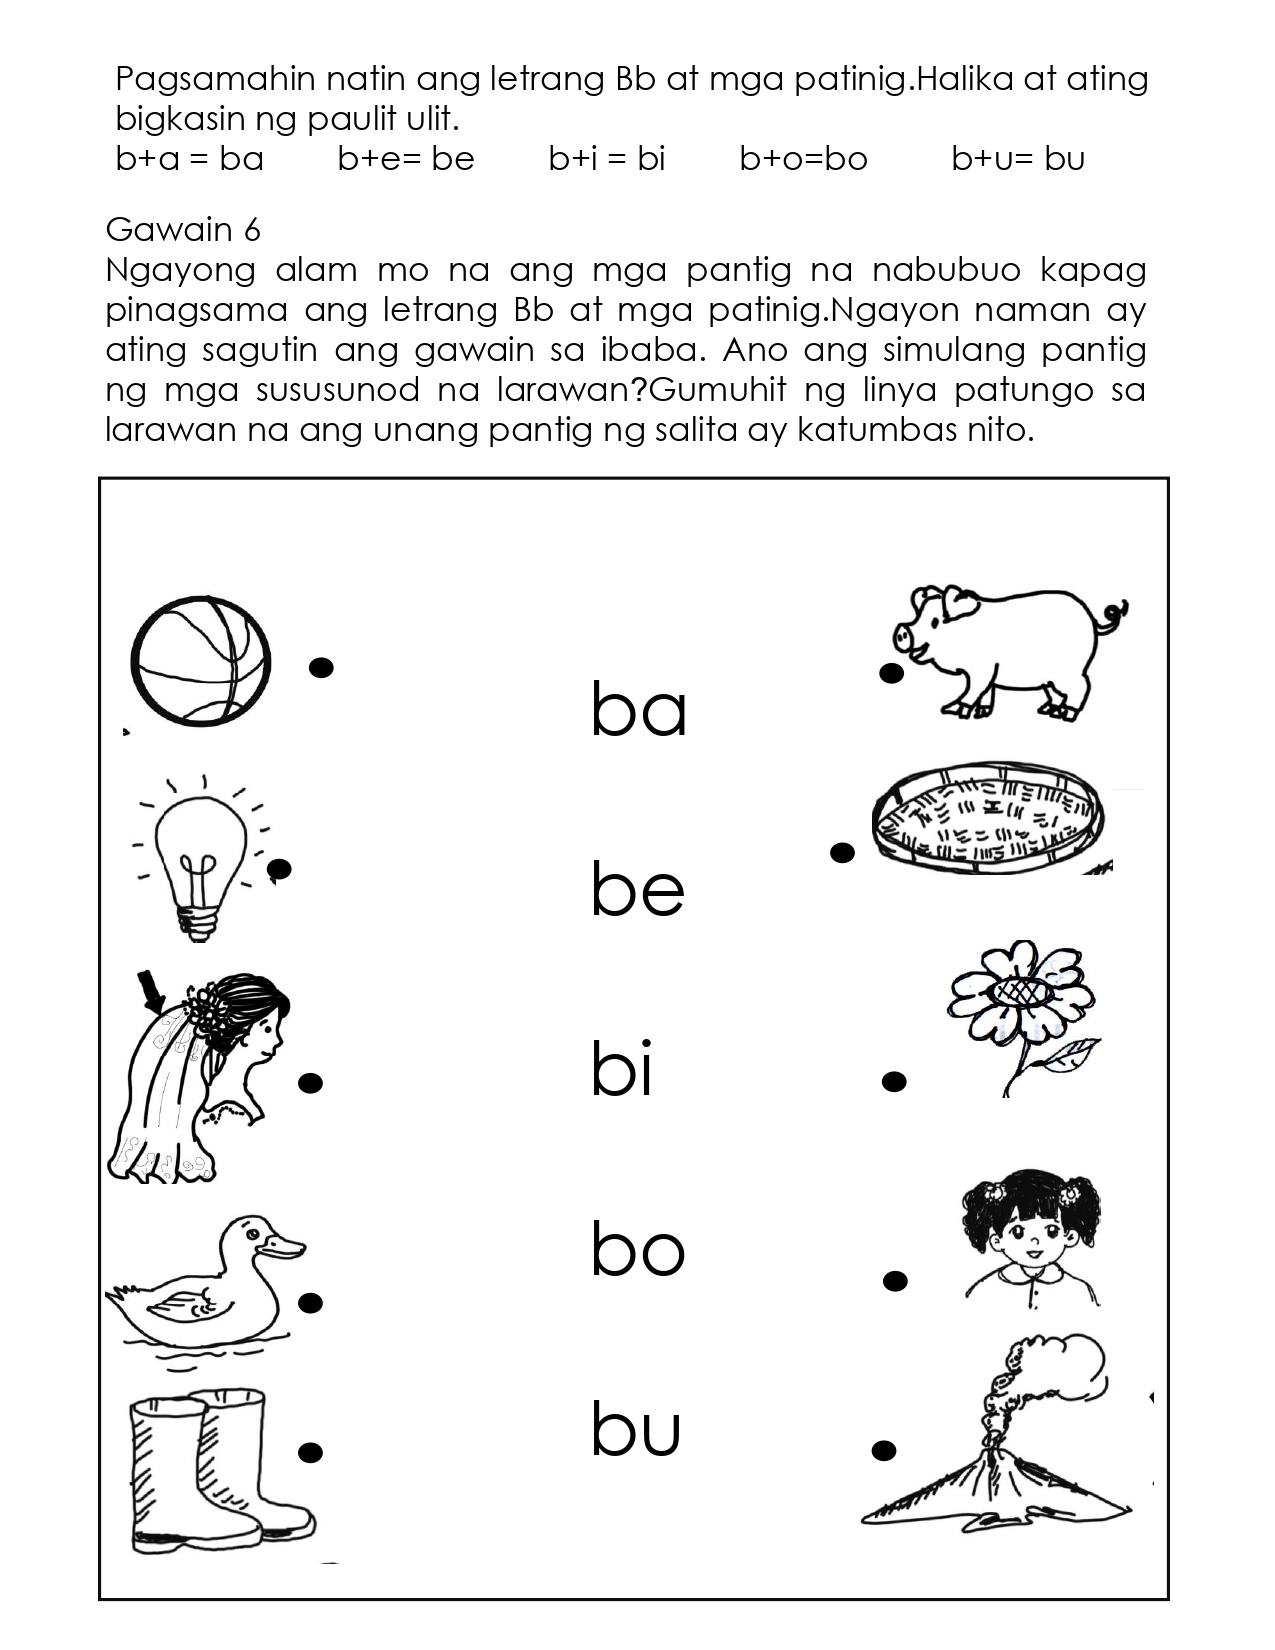 Pagsamahin natin ang letrang Bb at mga patinig.Halika at ating
bigkasin ng paulit ulit.
b+a = ba b+e= be b+i = bi b+o=bo b+u= bu
Gawain 6
Ngayong alam mo na ang mga pantig na nabubuo kapag
pinagsama ang letrang Bb at mga patinig.Ngayon naman ay
ating sagutin ang gawain sa ibaba. Ano ang simulang pantig
ng mga sususunod na larawan?Gumuhit ng linya patungo sa
larawan na ang unang pantig ng salita ay katumbas nito.
ba
be
bi
bo
bu